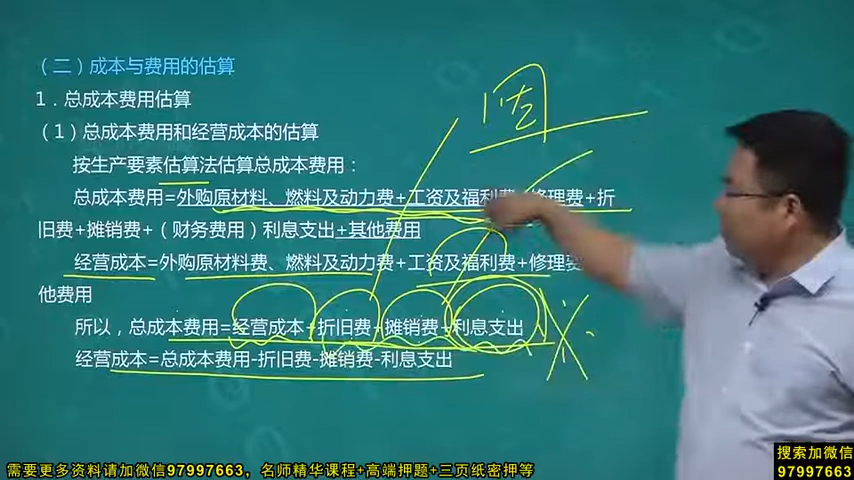 （二）成本与费用的估算
1．总成本费用估算
（1）总成本费用和经营成本的估算
按生产要素估算法估算总成本费用：
总成本费用=外购原材料、燃料及动力费+工资及福利费+修理费+折
旧费+摊销费+（财务费用）利息支出+其他费用
经营成本=外购原材料费、燃料及动力费+工资及福利费+修理费
他费用
所以，总成本费用=经营成本+折旧费+摊销费+利息支出
经营成本=总成本费用-折旧费-摊销费-利息支出
需要更多资料请加微信97997663，名师精华课程+高端押题+三页纸密押等
搜索加微信
97997663